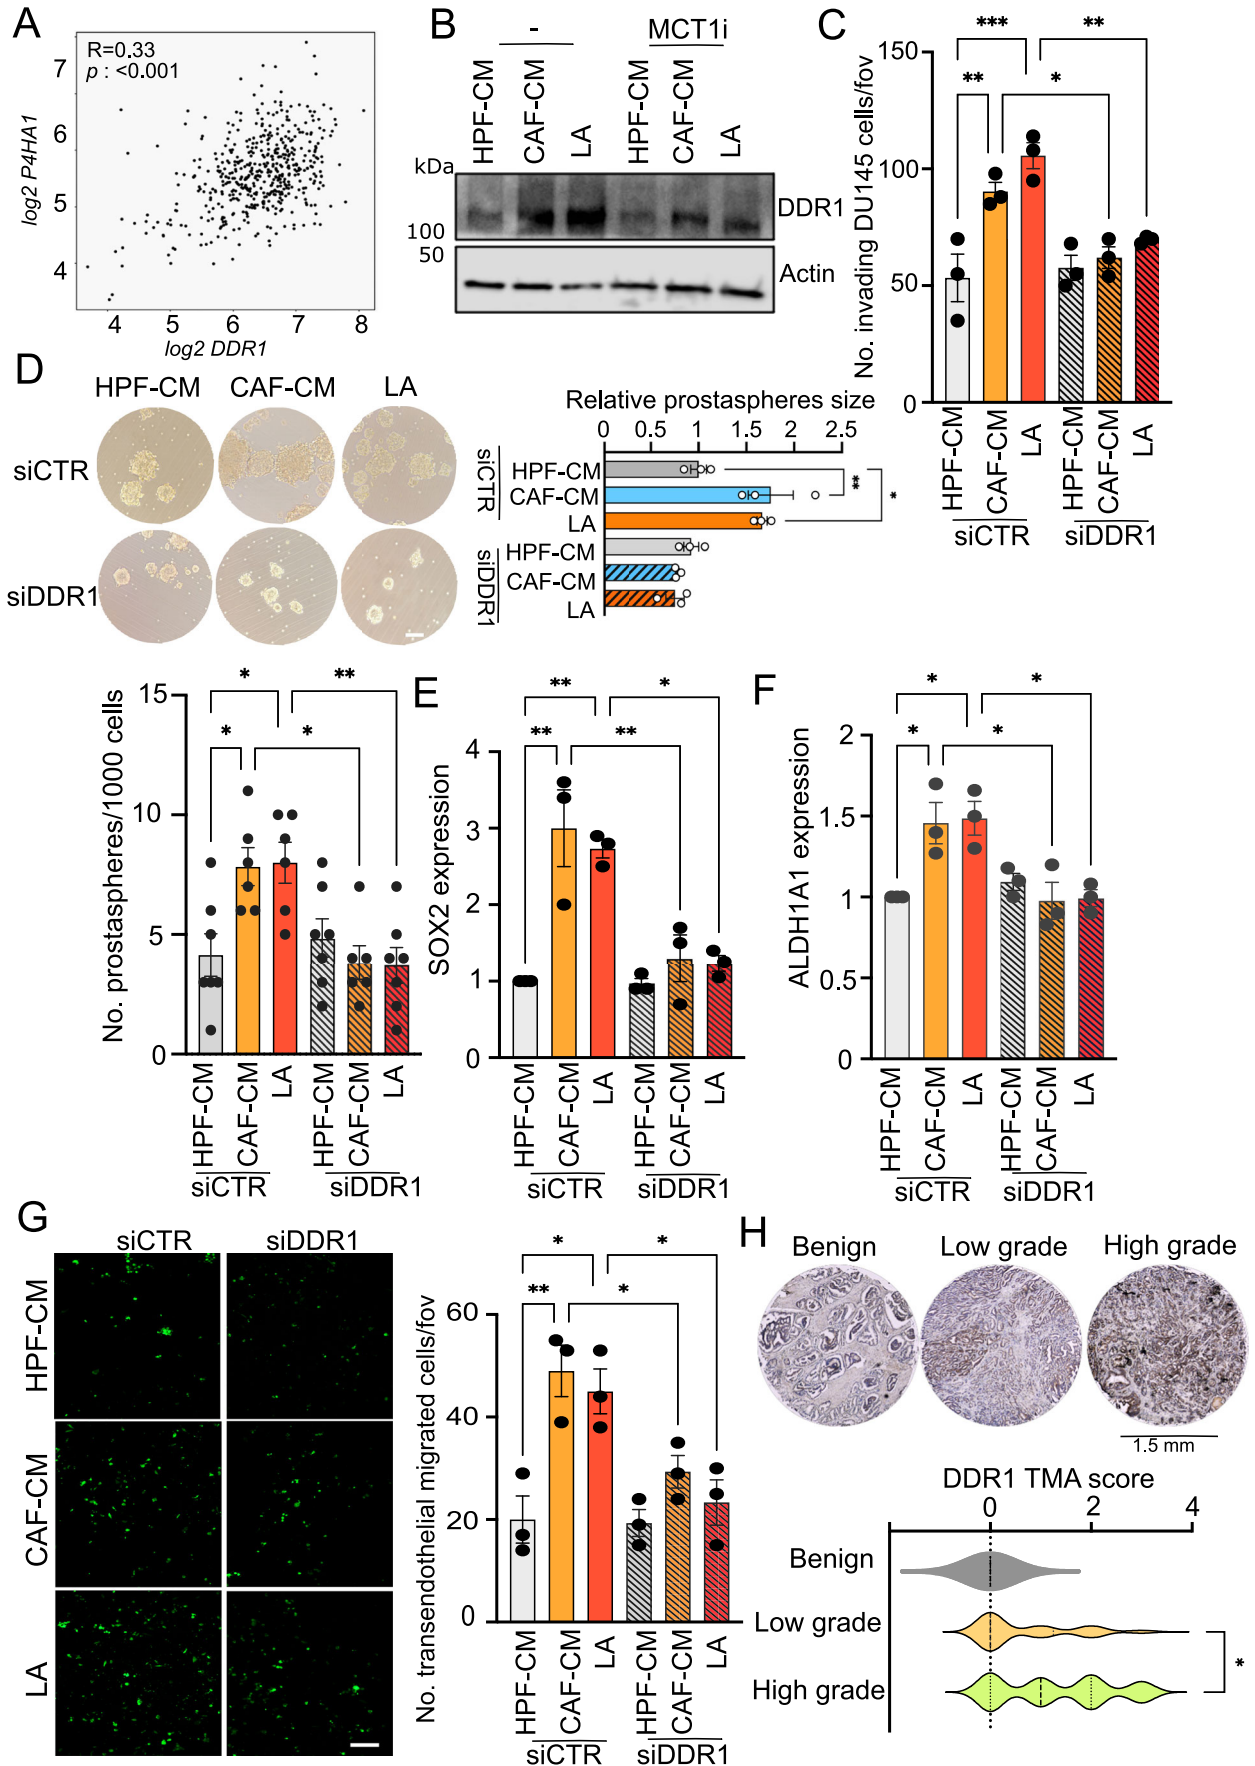 A
R=0.33
p : <0.001
7
6
5
4
log2 P4HA1
4 5 6 7 8
log2 DDR1
B
- MCT1i
HPF-CM CAF-CM LA HPF-CM CAF-CM LA
kDa
100
50
DDR1
Actin
C
*** **
** *
150
100
50
0
No. invading DU145 cells/fov
HPF-CM CAF-CM LA HPF-CM CAF-CM LA
siCTR siDDR1
D
HPF-CM CAF-CM LA
siCTR
siDDR1
Relative prostaspheres size
0 0.5 1 1.5 2 2.5
siCTR
HPF-CM
CAF-CM
LA
siDDR1
HPF-CM
CAF-CM
LA
**
*
* **
* *
15
10
5
0
No. prostaspheres/1000 cells
HPF-CM CAF-CM LA HPF-CM CAF-CM LA
siCTR siDDR1
E
** *
** **
4
3
2
1
0
SOX2 expression
HPF-CM CAF-CM LA HPF-CM CAF-CM LA
siCTR siDDR1
F
* *
* *
2
1.5
1
0.5
0
ALDH1A1 expression
HPF-CM CAF-CM LA HPF-CM CAF-CM LA
siCTR siDDR1
G
siCTR siDDR1
HPF-CM
CAF-CM
LA
* *
** *
60
40
20
0
No. transendothelial migrated cells/fov
HPF-CM CAF-CM LA HPF-CM CAF-CM LA
siCTR siDDR1
H
Benign Low grade High grade
1.5 mm
DDR1 TMA score
0 2 4
Benign
Low grade
High grade
*